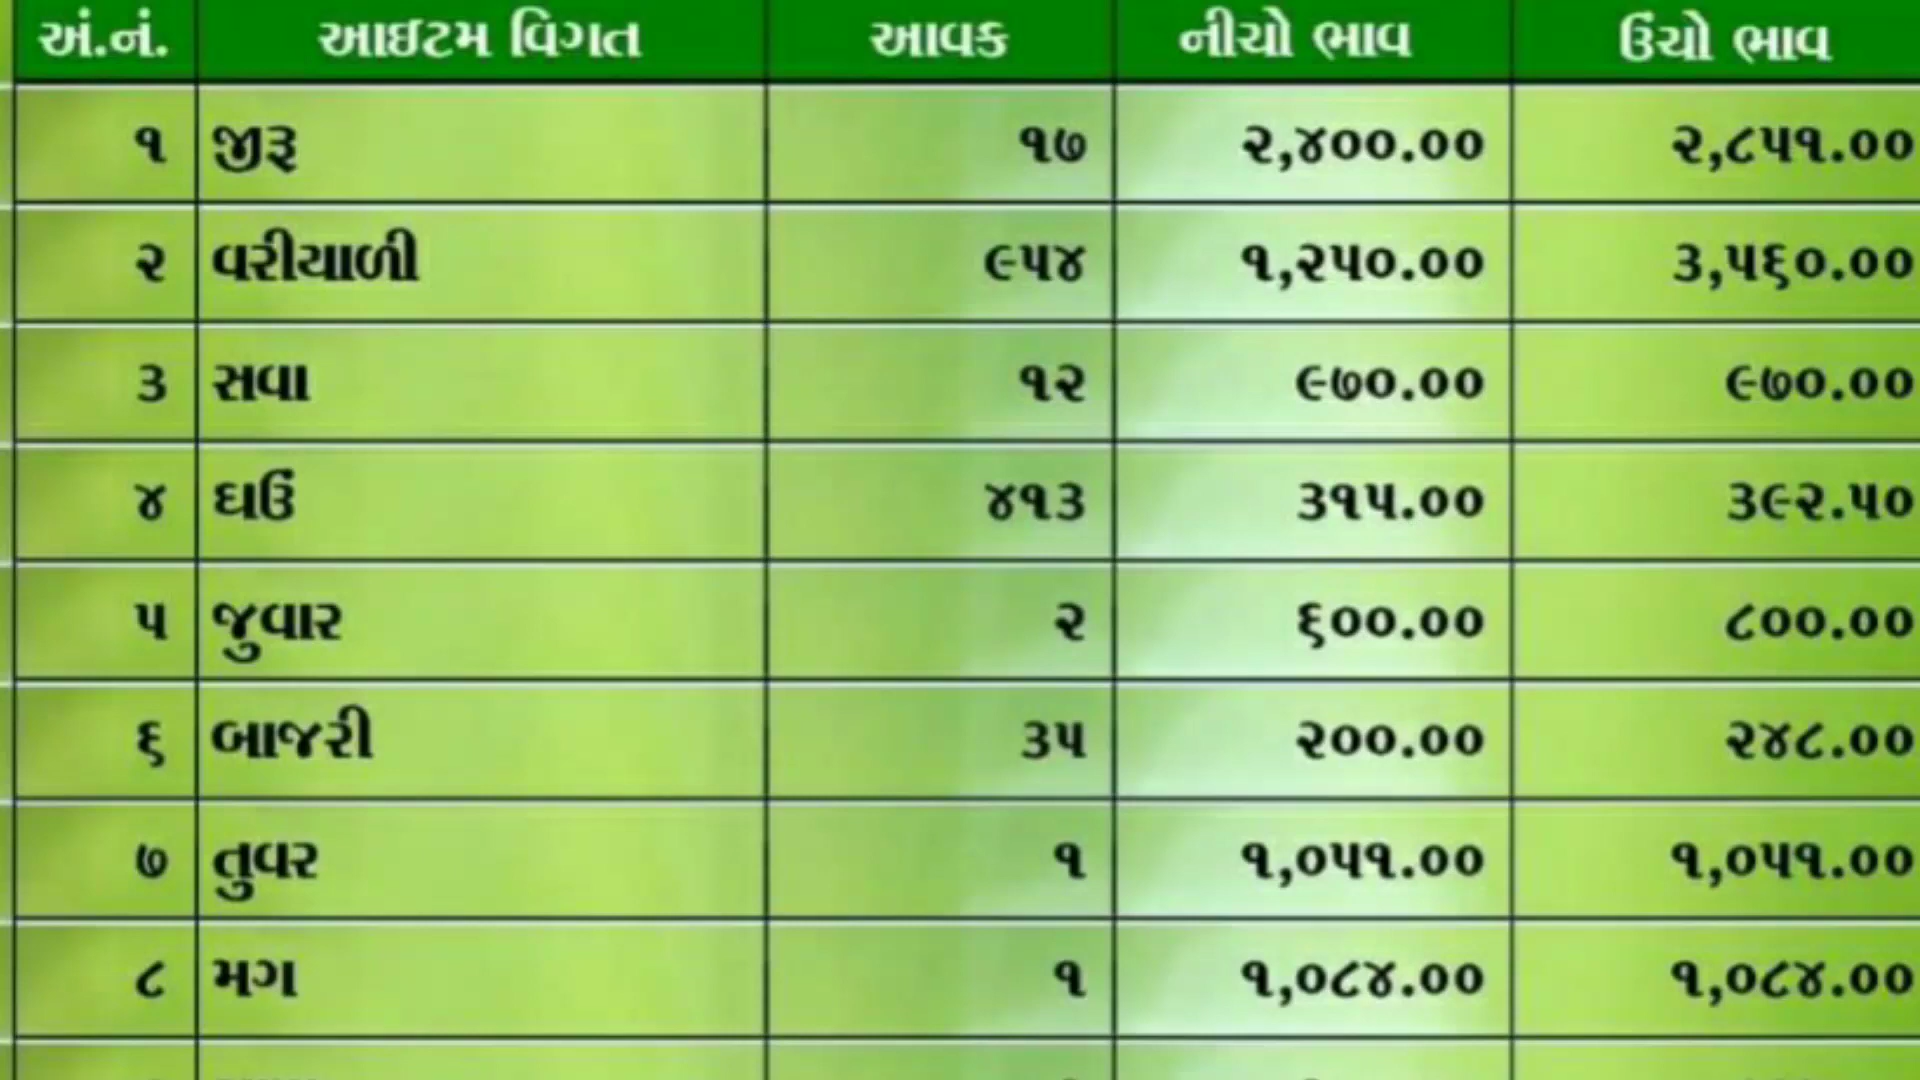 અં.નં. આઇટમ વિગત આવક નીચો ભાવ ઉંચો ભાવ
૧ જીરૂ ૧૭ ૨,૪૦૦.૦૦ ૨,૮૫૧.૦૦
૨ વરીયાળી ૯૫૪ ૧,૨૫૦.૦૦ ૩,૫૬૦.૦૦
૩ સવા ૧૨ ૯૭૦.૦૦ ૯૭૦.૦૦
૪ ઘઉં ૪૧૩ ૩૧૫.૦૦ ૩૯૨.૫૦
૫ જુવાર ૨ ૬૦૦.૦૦ ૮૦૦.૦૦
૬ બાજરી ૩૫ ૨૦૦.૦૦ ૨૪૮.૦૦
૭ તુવર ૧ ૧,૦૫૧.૦૦ ૧,૦૫૧.૦૦
૮ મગ ૧ ૧,૦૮૪.૦૦ ૧,૦૮૪.૦૦